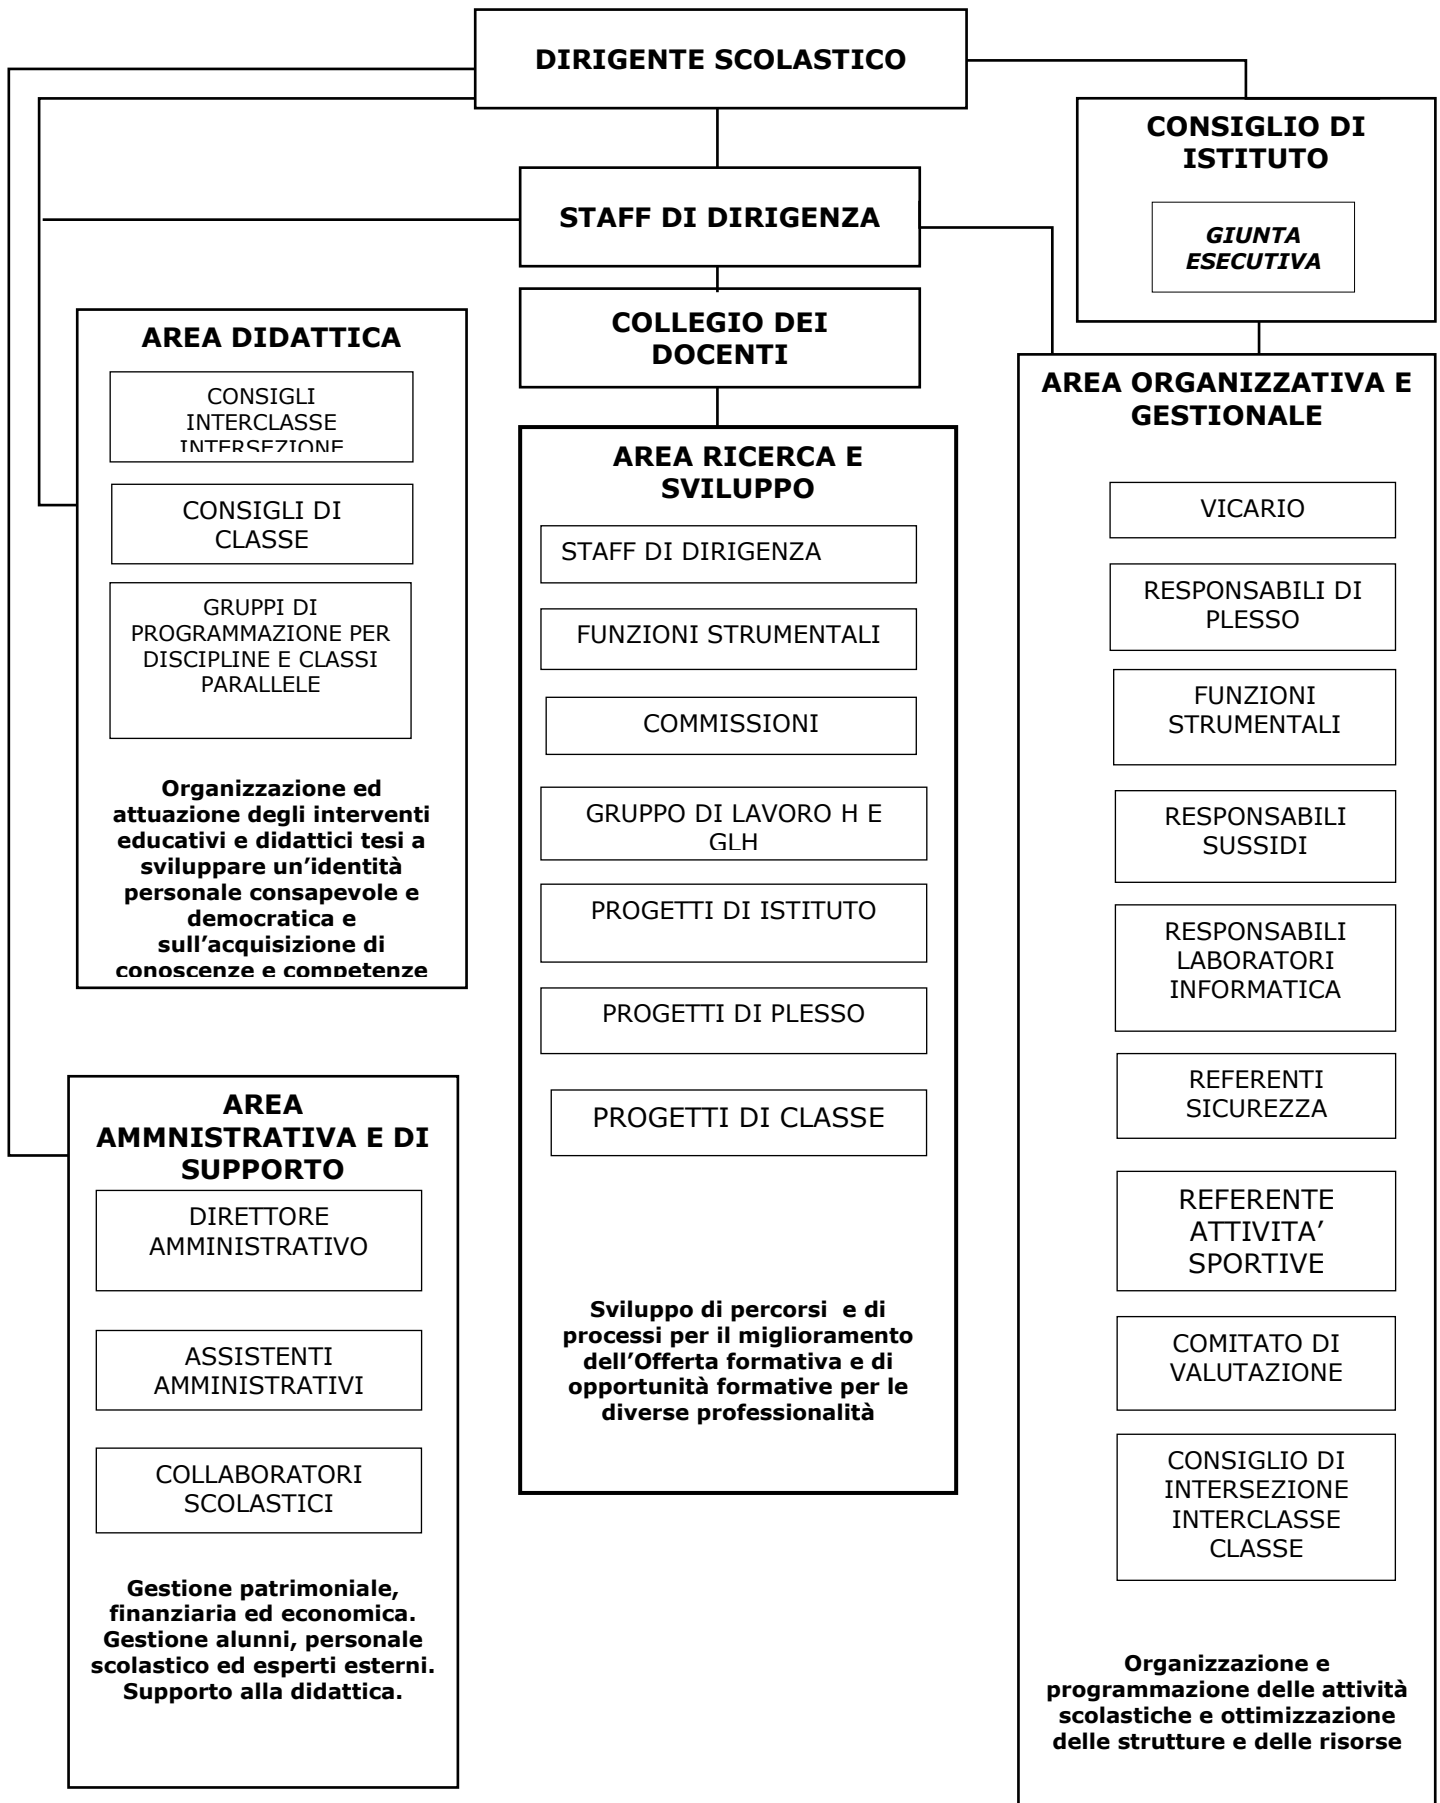 DIRIGENTE SCOLASTICO
CONSIGLIO DI
ISTITUTO
GIUNTA
ESECUTIVA
STAFF DI DIRIGENZA
COLLEGIO DEI
DOCENTI
AREA DIDATTICA
CONSIGLI
INTERCLASSE
INTERSEZIONE
CONSIGLI DI
CLASSE
GRUPPI DI
PROGRAMMAZIONE PER
DISCIPLINE E CLASSI
PARALLELE
Organizzazione ed
attuazione degli interventi
educativi e didattici tesi a
sviluppare un’identità
personale consapevole e
democratica e
sull’acquisizione di
conoscenze e competenze
AREA RICERCA E
SVILUPPO
STAFF DI DIRIGENZA
FUNZIONI STRUMENTALI
COMMISSIONI
GRUPPO DI LAVORO H E
GLH
PROGETTI DI ISTITUTO
PROGETTI DI PLESSO
PROGETTI DI CLASSE
Sviluppo di percorsi  e di
processi per il miglioramento
dell’Offerta formativa e di
opportunità formative per le
diverse professionalità
AREA ORGANIZZATIVA E
GESTIONALE
VICARIO
RESPONSABILI DI
PLESSO
FUNZIONI
STRUMENTALI
RESPONSABILI
SUSSIDI
RESPONSABILI
LABORATORI
INFORMATICA
REFERENTI
SICUREZZA
REFERENTE
ATTIVITA’
SPORTIVE
COMITATO DI
VALUTAZIONE
CONSIGLIO DI
INTERSEZIONE
INTERCLASSE
CLASSE
Organizzazione e
programmazione delle attività
scolastiche e ottimizzazione
delle strutture e delle risorse
AREA
AMMNISTRATIVA E DI
SUPPORTO
DIRETTORE
AMMINISTRATIVO
ASSISTENTI
AMMINISTRATIVI
COLLABORATORI
SCOLASTICI
Gestione patrimoniale,
finanziaria ed economica.
Gestione alunni, personale
scolastico ed esperti esterni.
Supporto alla didattica.